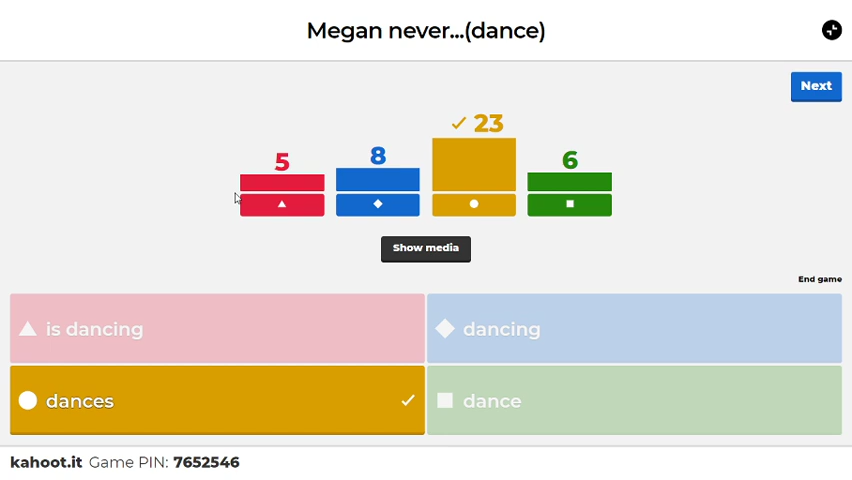 Megan never...(dance)
Next
5
8
23
6
Show media
End game
is dancing
dancing
dances
dance
kahoot.it Game PIN: 7652546